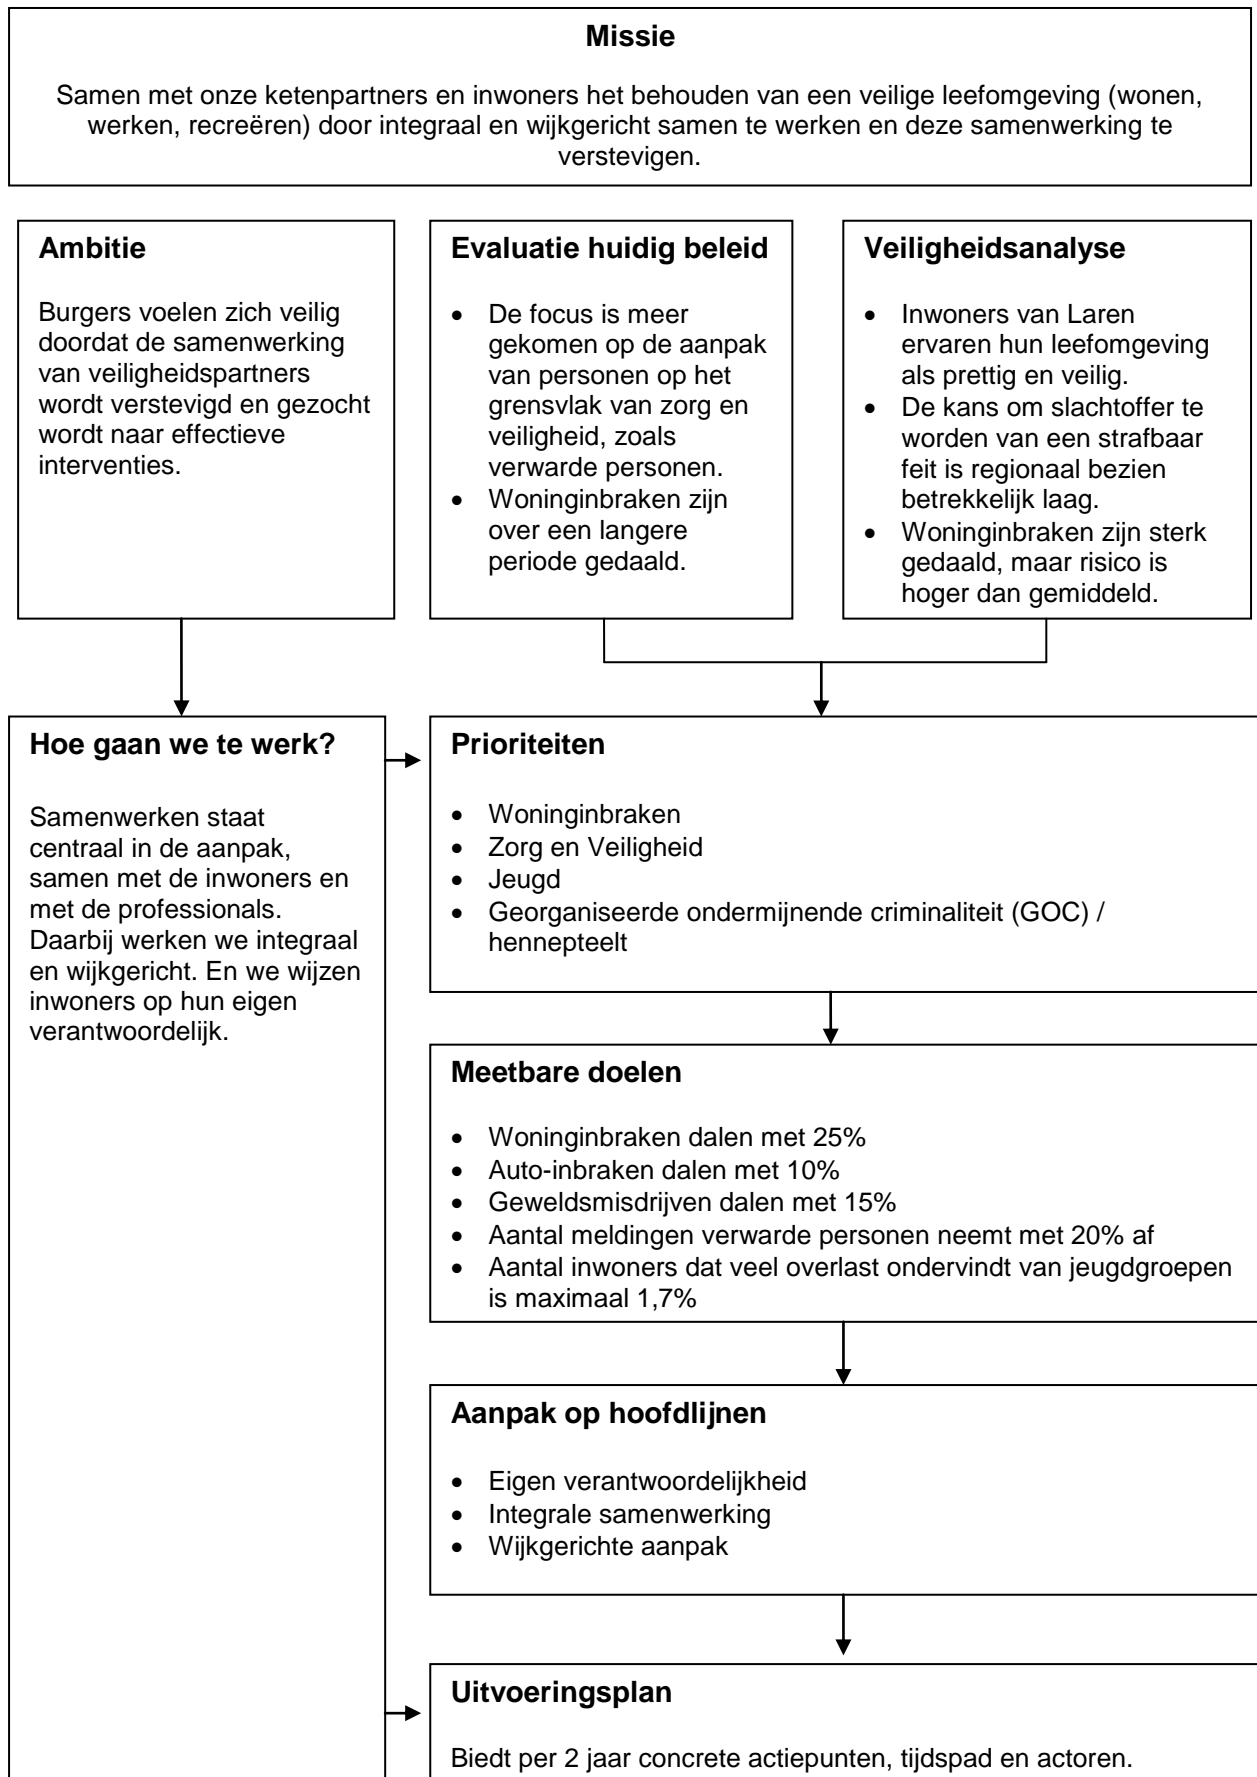 Missie
Samen met onze ketenpartners en inwoners het behouden van een veilige leefomgeving (wonen,
werken, recreëren) door integraal en wijkgericht samen te werken en deze samenwerking te
verstevigen.
Ambitie
Burgers voelen zich veilig
doordat de samenwerking
van veiligheidspartners
wordt verstevigd en gezocht
wordt naar effectieve
interventies.
Evaluatie huidig beleid
• De focus is meer
gekomen op de aanpak
van personen op het
grensvlak van zorg en
veiligheid, zoals
verwarde personen.
• Woninginbraken zijn
over een langere
periode gedaald.
Veiligheidsanalyse
• Inwoners van Laren
ervaren hun leefomgeving
als prettig en veilig.
• De kans om slachtoffer te
worden van een strafbaar
feit is regionaal bezien
betrekkelijk laag.
• Woninginbraken zijn sterk
gedaald, maar risico is
hoger dan gemiddeld.
Hoe gaan we te werk?
Samenwerken staat
centraal in de aanpak,
samen met de inwoners en
met de professionals.
Daarbij werken we integraal
en wijkgericht. En we wijzen
inwoners op hun eigen
verantwoordelijk.
Prioriteiten
• Woninginbraken
• Zorg en Veiligheid
• Jeugd
• Georganiseerde ondermijnende criminaliteit (GOC) /
hennepteelt
Meetbare doelen
• Woninginbraken dalen met 25%
• Auto-inbraken dalen met 10%
• Geweldsmisdrijven dalen met 15%
• Aantal meldingen verwarde personen neemt met 20% af
• Aantal inwoners dat veel overlast ondervindt van jeugdgroepen
is maximaal 1,7%
Aanpak op hoofdlijnen
• Eigen verantwoordelijkheid
• Integrale samenwerking
• Wijkgerichte aanpak
Uitvoeringsplan
Biedt per 2 jaar concrete actiepunten, tijdspad en actoren.